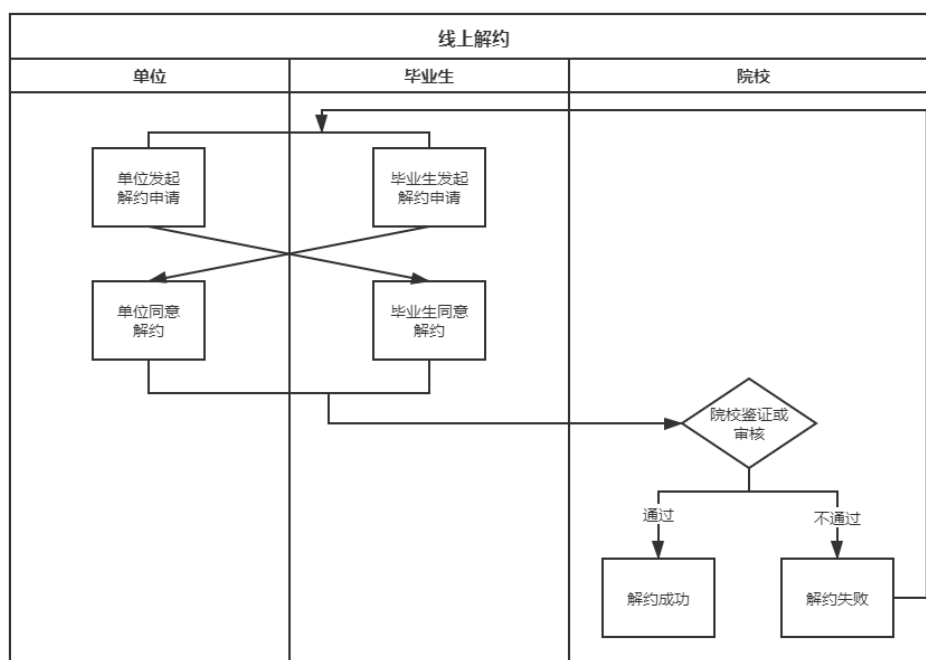 线上解约
单位
毕业生
院校
单位发起
解约申请
毕业生发起
解约申请
单位同意
解约
毕业生同意
解约
院校鉴证或
审核
通过
不通过
解约成功
解约失败